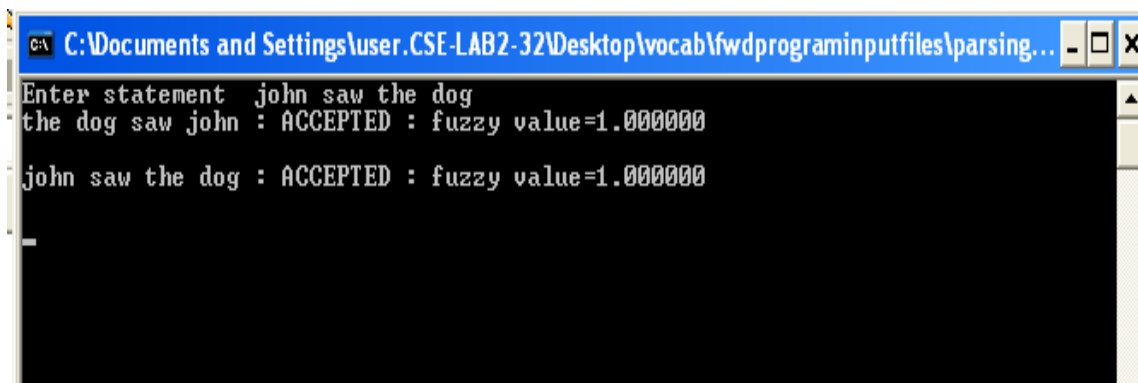 C:\Documents and Settings\user.CSE-LAB2-32\Desktop\vocab\fwdprograminputfiles\parsing...
Enter statement  john saw the dog
the dog saw john : ACCEPTED : fuzzy value=1.000000
john saw the dog : ACCEPTED : fuzzy value=1.000000